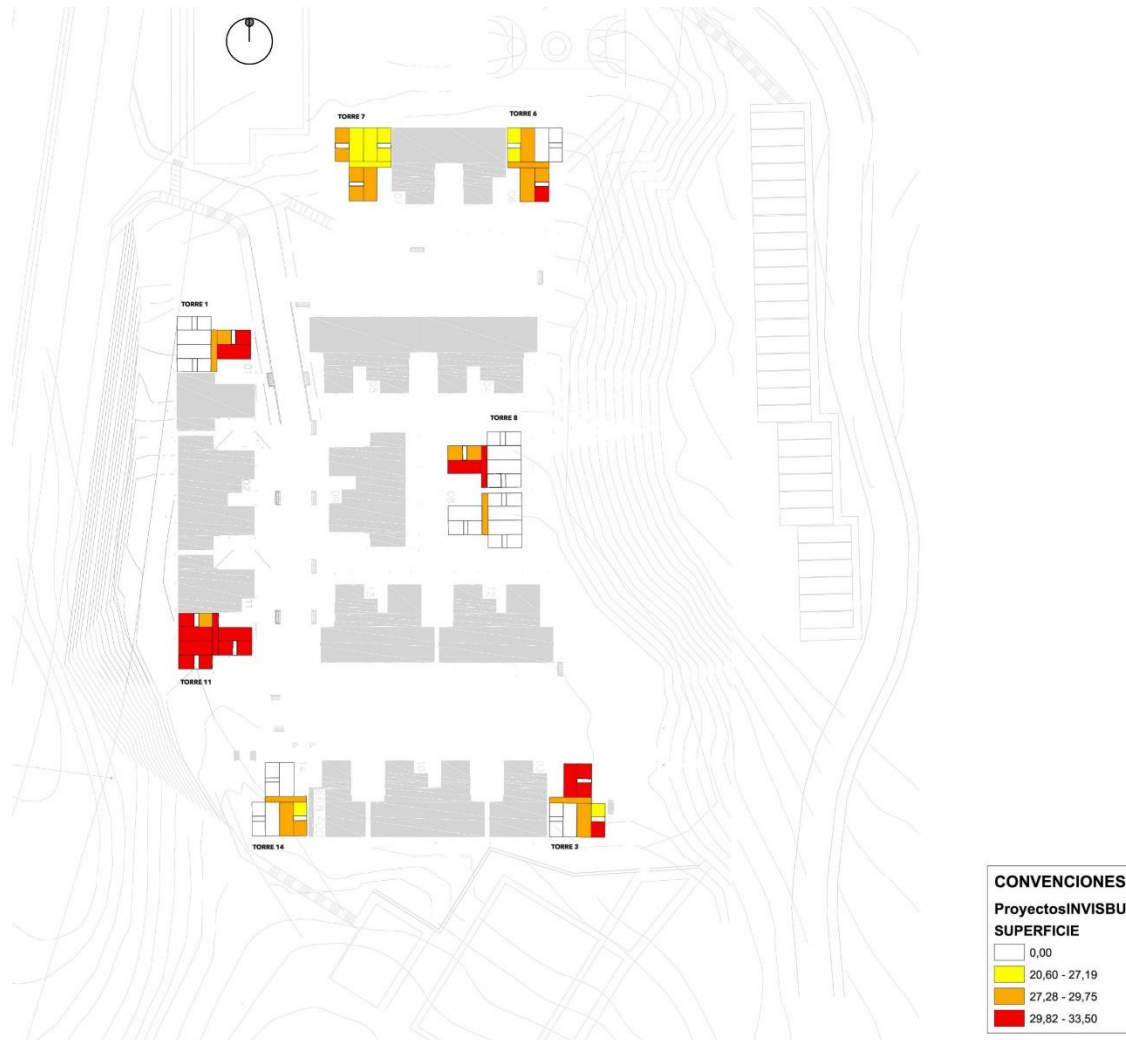 TORRE 7
TORRE 6
TORRE 1
TORRE 8
TORRE 11
TORRE 14
TORRE 3
CONVENCIONES
ProyectosINVISBU
SUPERFICIE
0,00
20,60 - 27,19
27,28 - 29,75
29,82 - 33,50